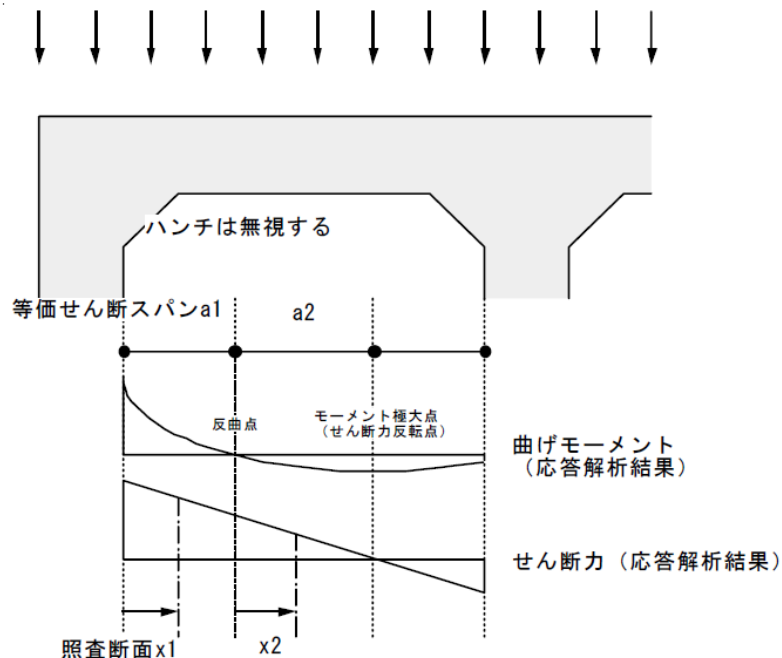 ハンチは無視する
等価せん断スパンa1
a2
反曲点
モーメント極大点
(せん断力反転点)
曲げモーメント
(応答解析結果)
せん断力(応答解析結果)
照査断面x1
x2